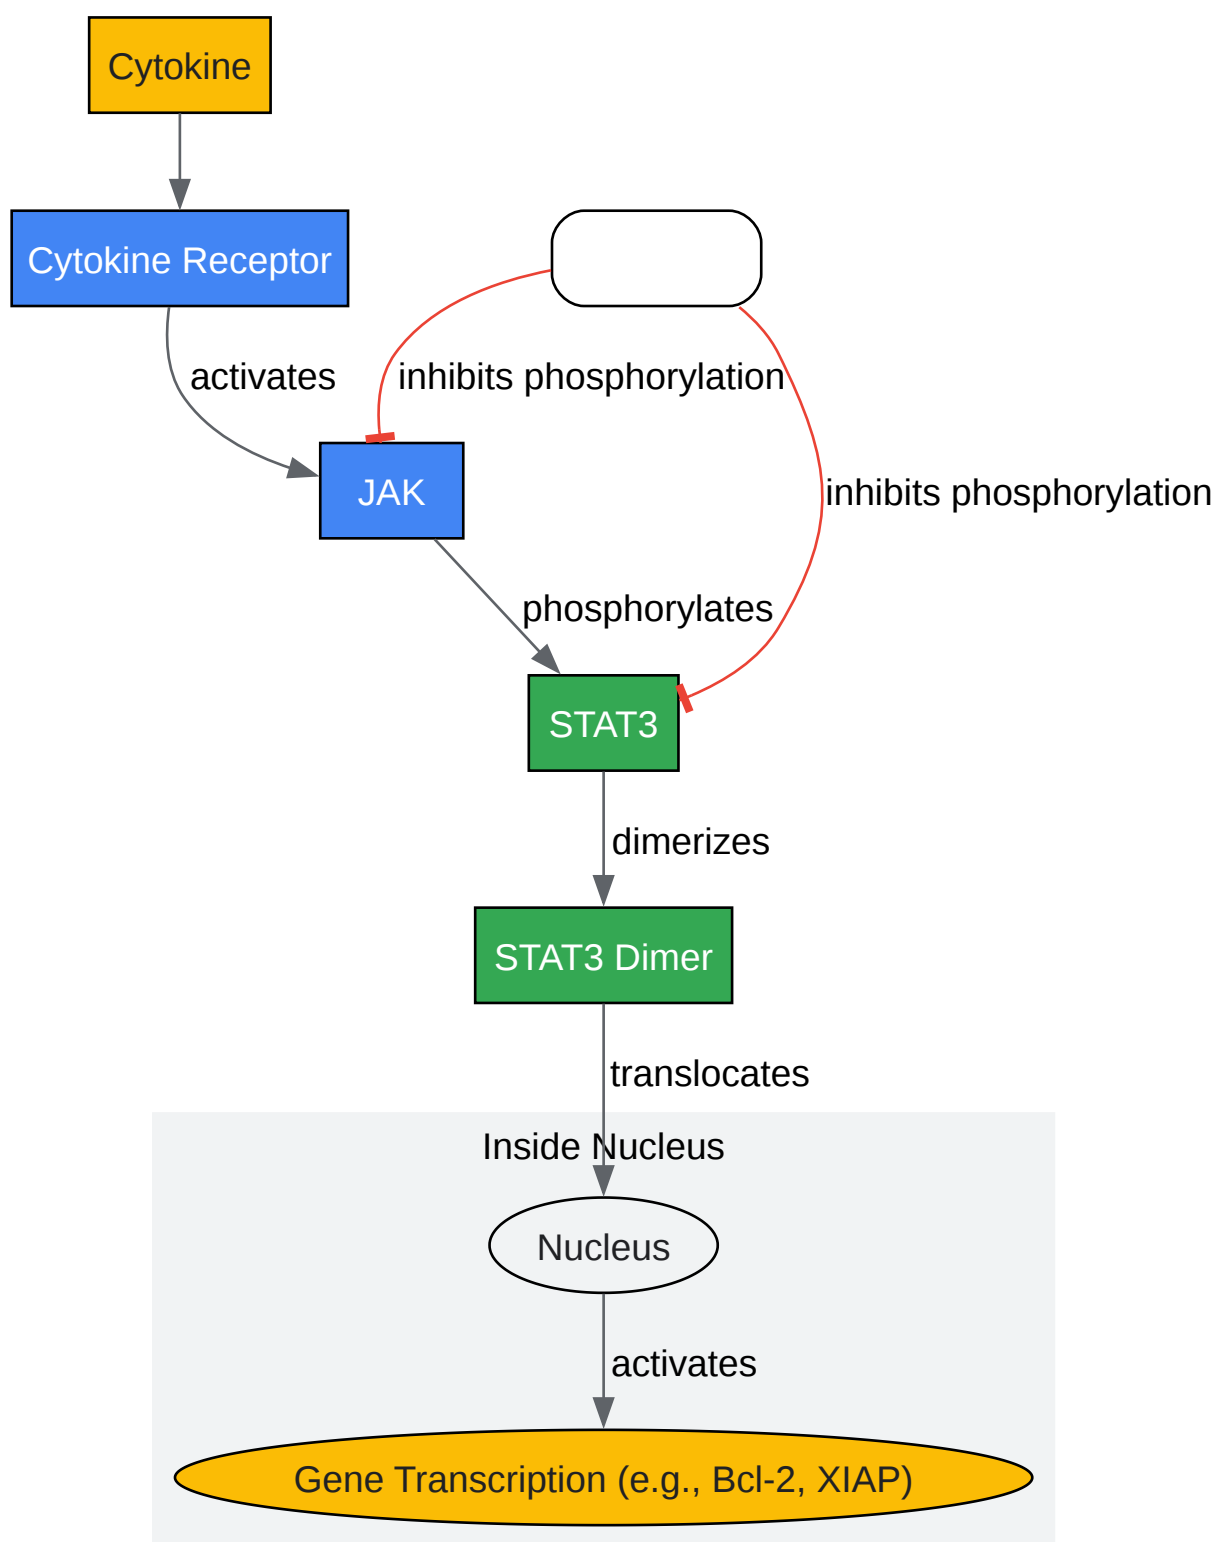 Cytokine
Cytokine Receptor
activates
inhibits phosphorylation
JAK
inhibits phosphorylation
phosphorylates
STAT3
dimerizes
STAT3 Dimer
translocates
Inside Nucleus
Nucleus
activates
Gene Transcription (e.g., Bcl-2, XIAP)